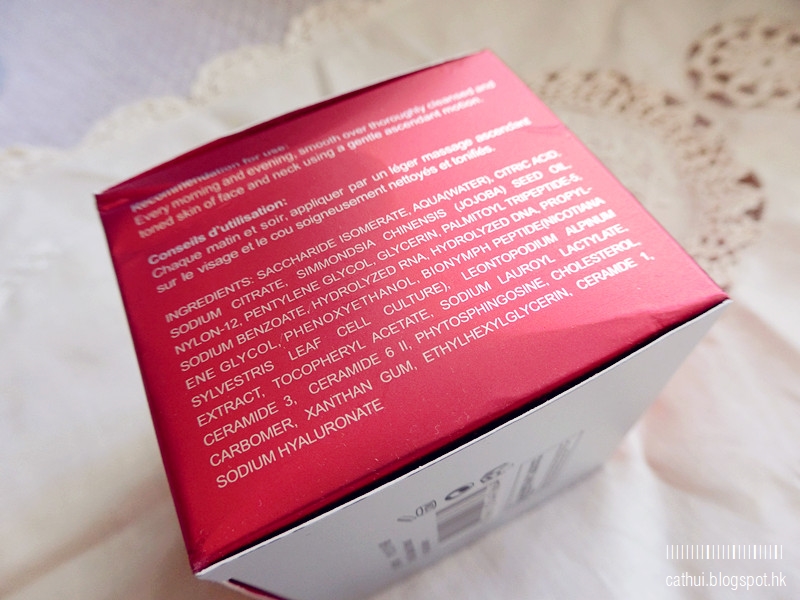 Recommendation for use:
Every morning and evening, smooth over thoroughly cleansed and
toned skin of face and neck using a gentle ascendant motion.
Conseils d'utilisation:
Chaque matin et soir, appliquer par un léger massage ascendant
sur le visage et le cou soigneusement nettoyés et tonifiés.
INGREDIENTS: SACCHARIDE ISOMERATE, AQUA(WATER), CITRIC ACID,
SODIUM CITRATE, SIMMONDSIA CHINENSIS (JOJOBA) SEED OIL,
NYLON-12, PENTYLENE GLYCOL, GLYCERIN, PALMTOYL TRIPEPTIDE-5,
SODIUM BENZOATE, HYDROLYZED RNA, HYDROLYZED DNA, PROPYL-
ENE GLYCOL, PHENOXYETHANOL, BIONYMPH PEPTIDE(NICOTIANA
SYLVESTRIS LEAF CELL CULTURE), LEONTOPODIUM ALPINUM
EXTRACT, TOCOPHERYL ACETATE, SODIUM LAUROYL LACTYLATE,
CERAMIDE 3, CERAMIDE 6 II, PHYTOSPHINGOSINE, CHOLESTEROL,
CARBOMER, XANTHAN GUM, ETHYLHEXYLGLYCERIN, CERAMIDE 1,
SODIUM HYALURONATE
cathui.blogspot.hk